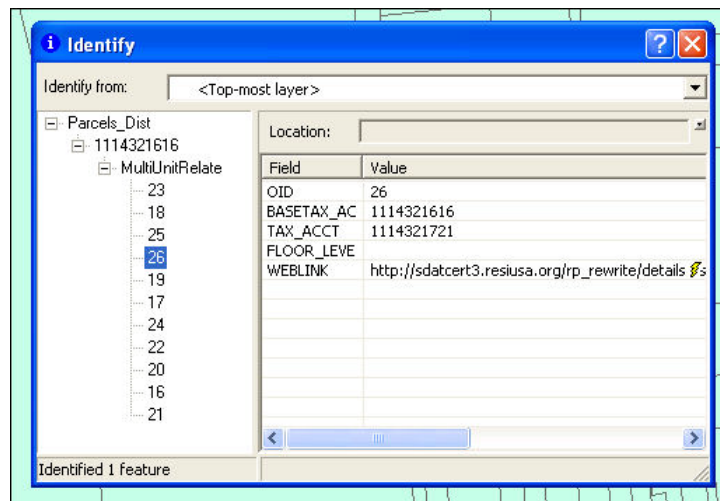 Identify
Identify from: <Top-most layer>
Parcels_Dist
1114321616
MultiUnitRelate
23
18
25
26
19
17
24
22
20
16
21
Location:
Field Value
OID 26
BASETAX_AC 1114321616
TAX_ACCT 1114321721
FLOOR_LEVE
WEBLINK http://sdatcert3.resiusa.org/rp_rewrite/details s
Identified 1 feature